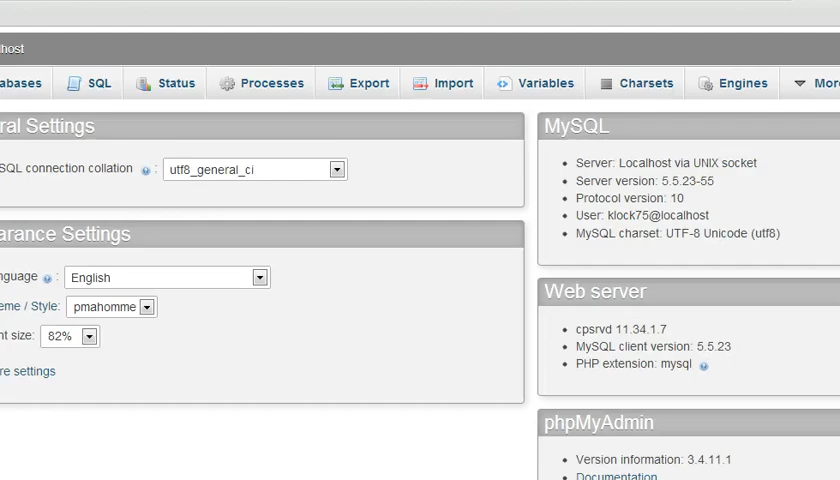 lhost
abases SQL Status Processes Export Import Variables Charsets Engines Mor
ral Settings
SQL connection collation : utf8_general_ci
arance Settings
nguage : English
eme / Style: pmahomme
nt size: 82%
re settings
MySQL
Server: Localhost via UNIX socket
Server version: 5.5.23-55
Protocol version: 10
User: klock75@localhost
MySQL charset: UTF-8 Unicode (utf8)
Web server
cpsrvd 11.34.1.7
MySQL client version: 5.5.23
PHP extension: mysql
phpMyAdmin
Version information: 3.4.11.1
Documentation